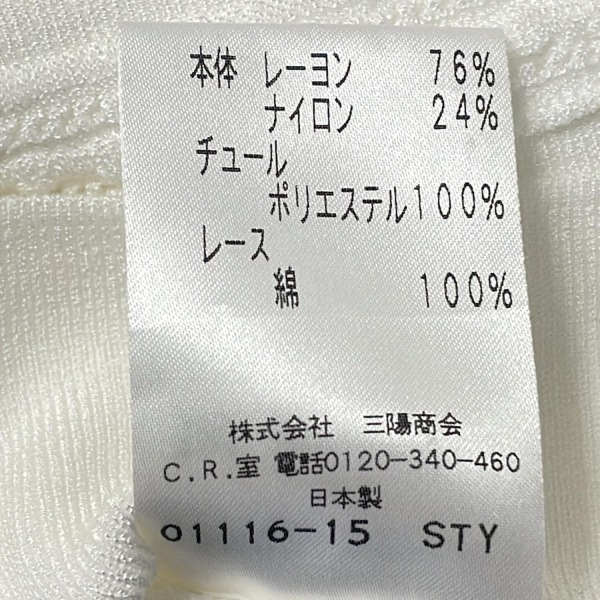 本体 レーヨン 76%
ナイロン 24%
チュール
ポリエステル100%
レース
綿 100%
株式会社 三陽商会
C.R.室 電話0120-340-460
日本製
01116-15 STY